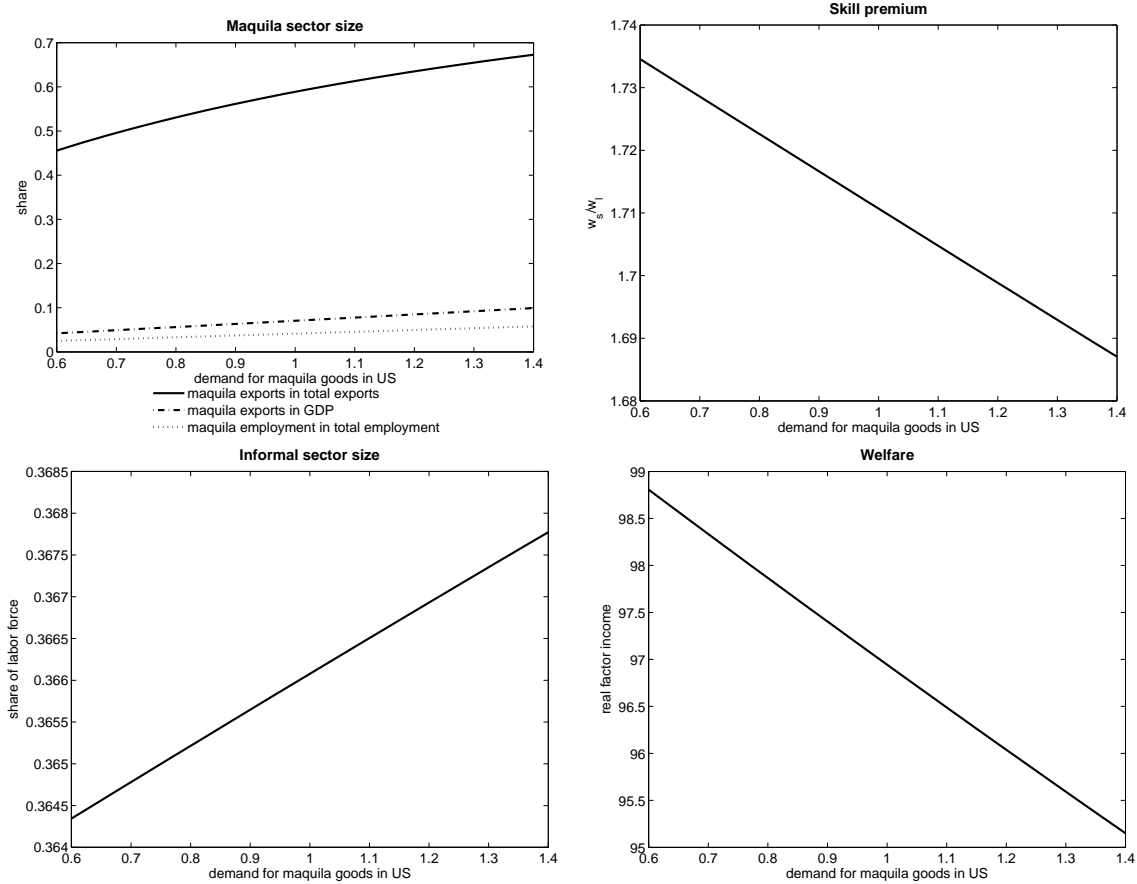 Maquila sector size
0.7
0.6
0.5
0.4
0.3
0.2
0.1
0
share
0.6 0.7 0.8 0.9 1 1.1 1.2 1.3 1.4
demand for maquila goods in US
maquila exports in total exports
maquila exports in GDP
maquila employment in total employment
Skill premium
1.74
1.73
1.72
1.71
1.7
1.69
1.68
w_s/w_l
0.6 0.7 0.8 0.9 1 1.1 1.2 1.3 1.4
demand for maquila goods in US
Informal sector size
0.3685
0.368
0.3675
0.367
0.3665
0.366
0.3655
0.365
0.3645
0.364
share of labor force
0.6 0.7 0.8 0.9 1 1.1 1.2 1.3 1.4
demand for maquila goods in US
Welfare
99
98.5
98
97.5
97
96.5
96
95.5
95
real factor income
0.6 0.7 0.8 0.9 1 1.1 1.2 1.3 1.4
demand for maquila goods in US